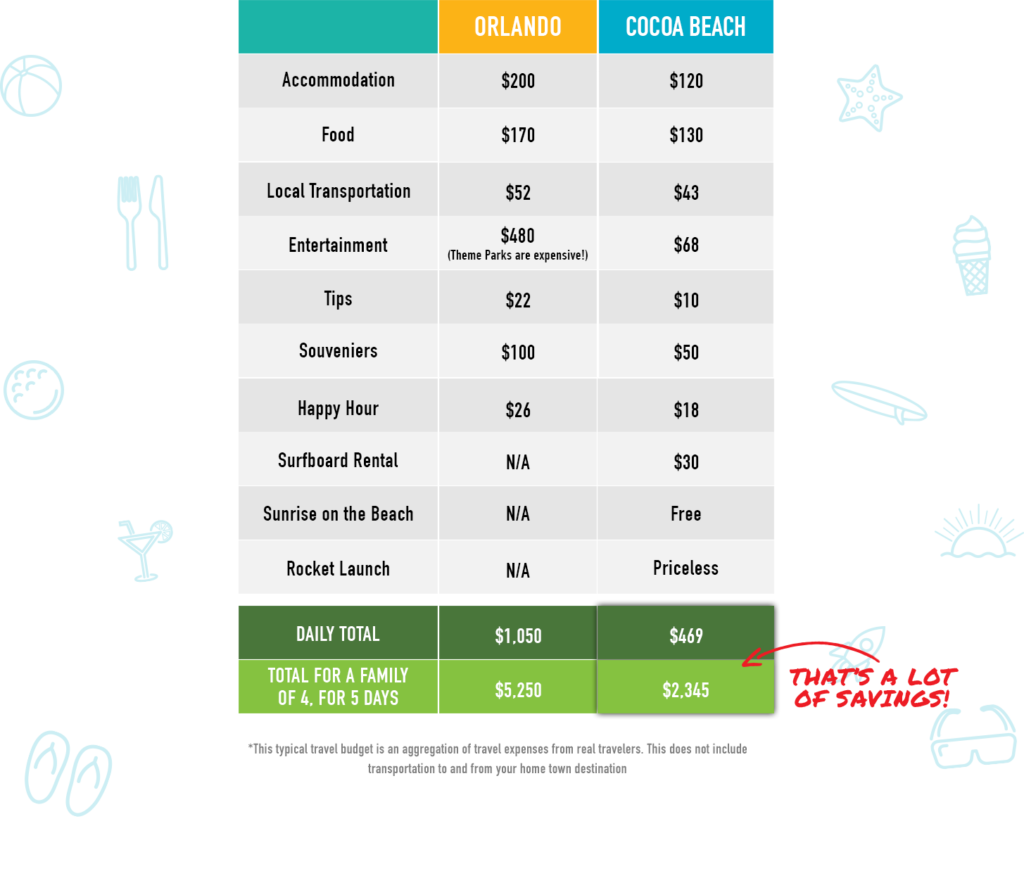 ORLANDO COCOA BEACH
Accommodation $200 $120
Food $170 $130
Local Transportation $52 $43
Entertainment $480 $68
(Theme Parks are expensive!)
Tips $22 $10
Souveniers $100 $50
Happy Hour $26 $18
Surfboard Rental N/A $30
Sunrise on the Beach N/A Free
Rocket Launch N/A Priceless
DAILY TOTAL $1,050 $469
TOTAL FOR A FAMILY
OF 4, FOR 5 DAYS $5,250 $2,345
THAT'S A LOT
OF SAVINGS!
*This typical travel budget is an aggregation of travel expenses from real travelers. This does not include
transportation to and from your home town destination